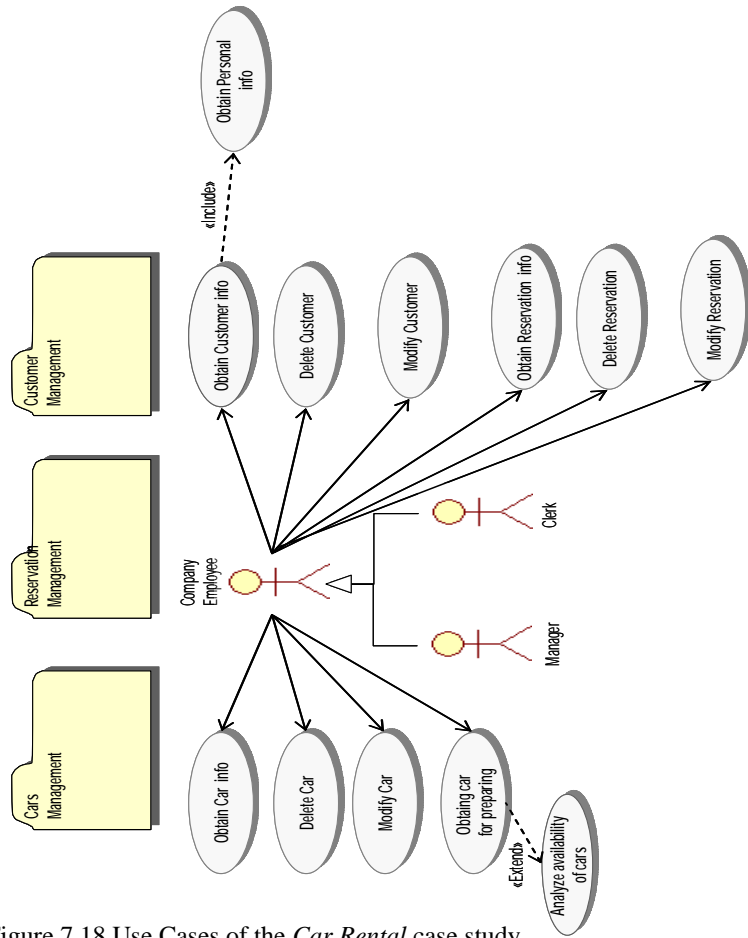 Cars
Management
Reservation
Management
Customer
Management
Company
Employee
Obtain Car info
Delete Car
Modify Car
Obtaing car
for preparing
«Extend»
Analyze availability
of cars
Manager
Clerk
Obtain Customer info
«Include»
Obtain Personal
info
Delete Customer
Modify Customer
Obtain Reservation info
Delete Reservation
Modify Reservation
igure 7.18 Use Cases of the Car Rental case study